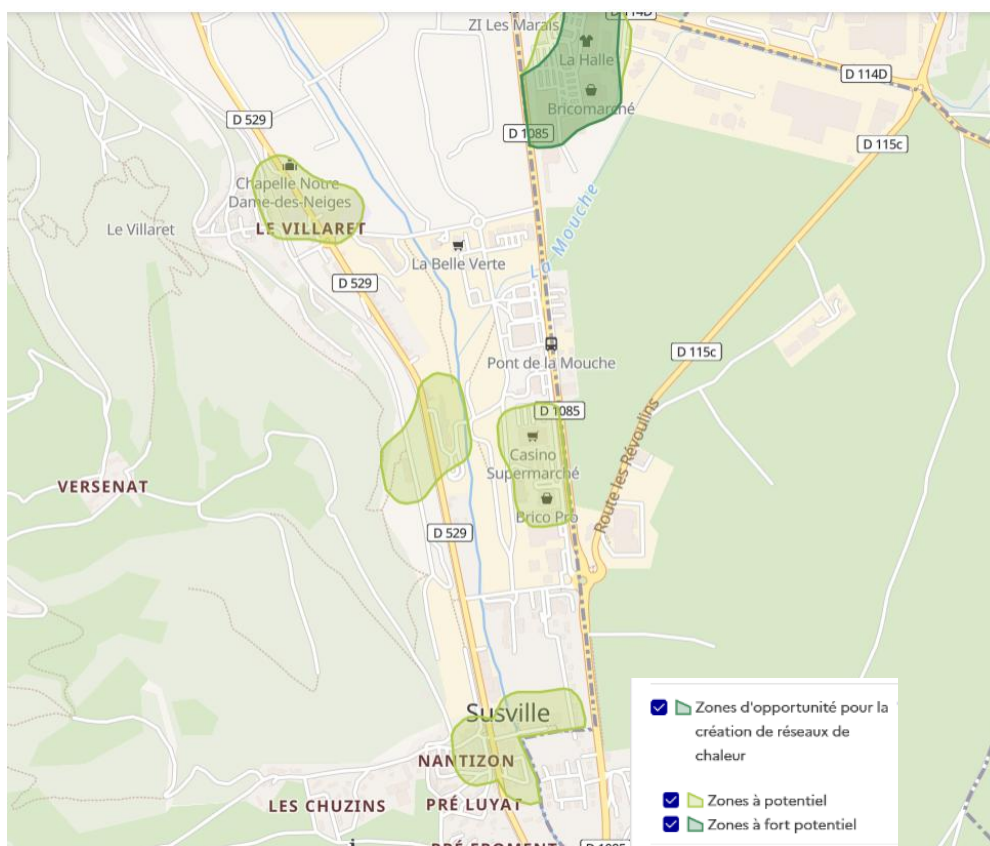 ZI Les Marais
D 114D
La Halle
D 114D
Bricomarché
D 529
D 1085
D 115c
Chapelle Notre
Dame-des-Neiges
La Mouche
Le Villaret
LE VILLARET
La Belle Verte
D 529
Pont de la Mouche
D 115c
D 1085
Casino
Supermarché
Route les Révoulins
VERSENAT
Brico Pro
D 529
Susville
NANTIZON
LES CHUZINS
PRÉ LUYAT
PRÉ FROMENT
D 1085
Zones d'opportunité pour la
création de réseaux de
chaleur
Zones à potentiel
Zones à fort potentiel